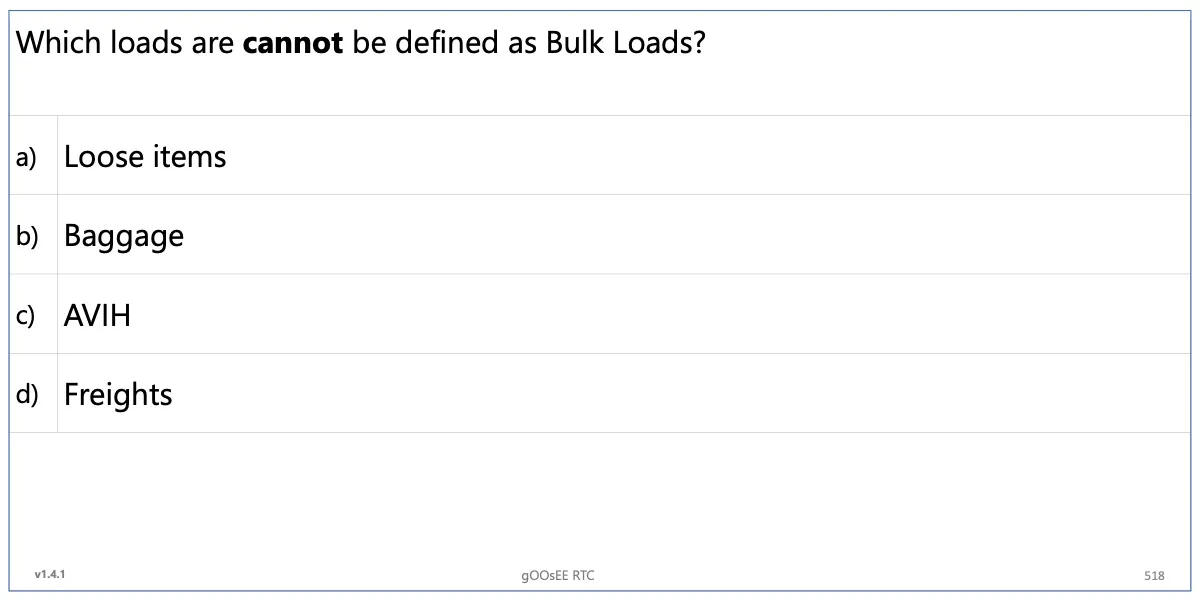 Which loads are cannot be defined as Bulk Loads?
a) Loose items
b) Baggage
c) AVIH
d) Freights
v1.4.1 gOOsEE RTC 518